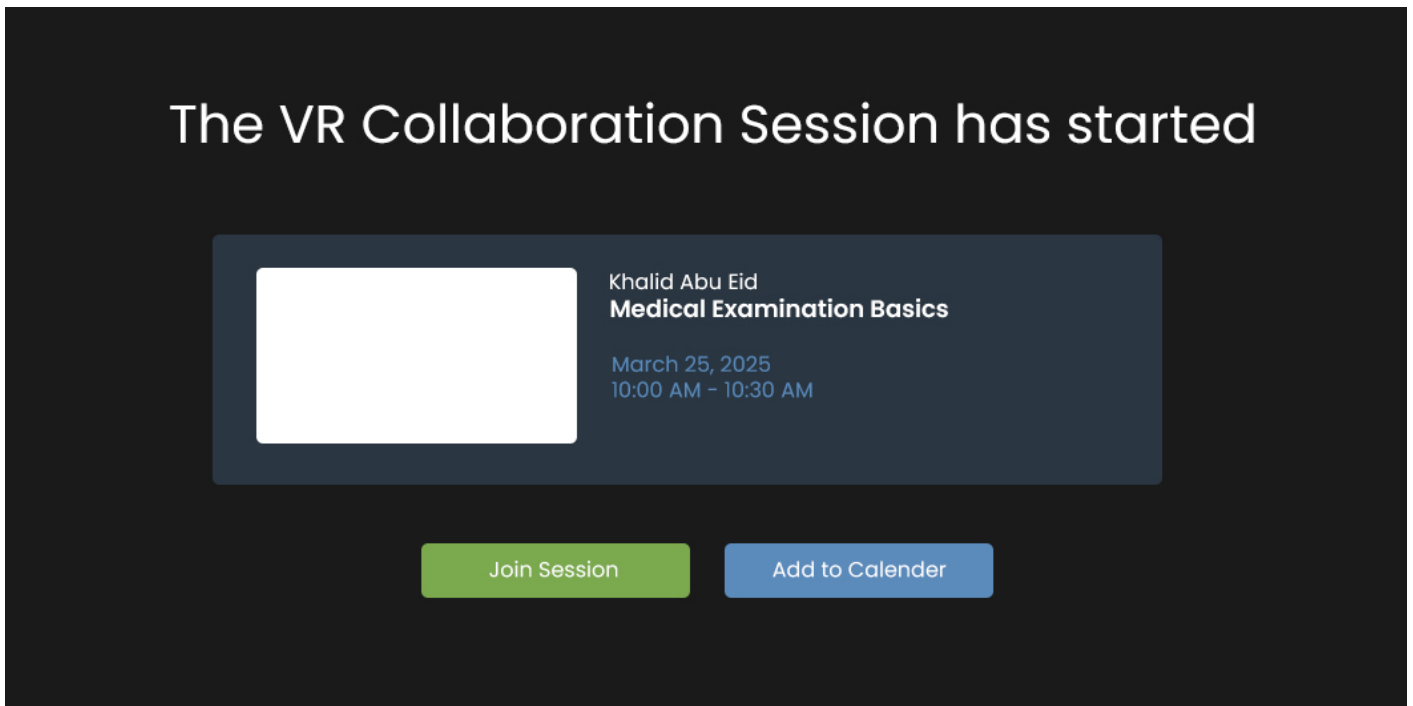 The VR Collaboration Session has started
Khalid Abu Eid
Medical Examination Basics
March 25, 2025
10:00 AM - 10:30 AM
Join Session
Add to Calender